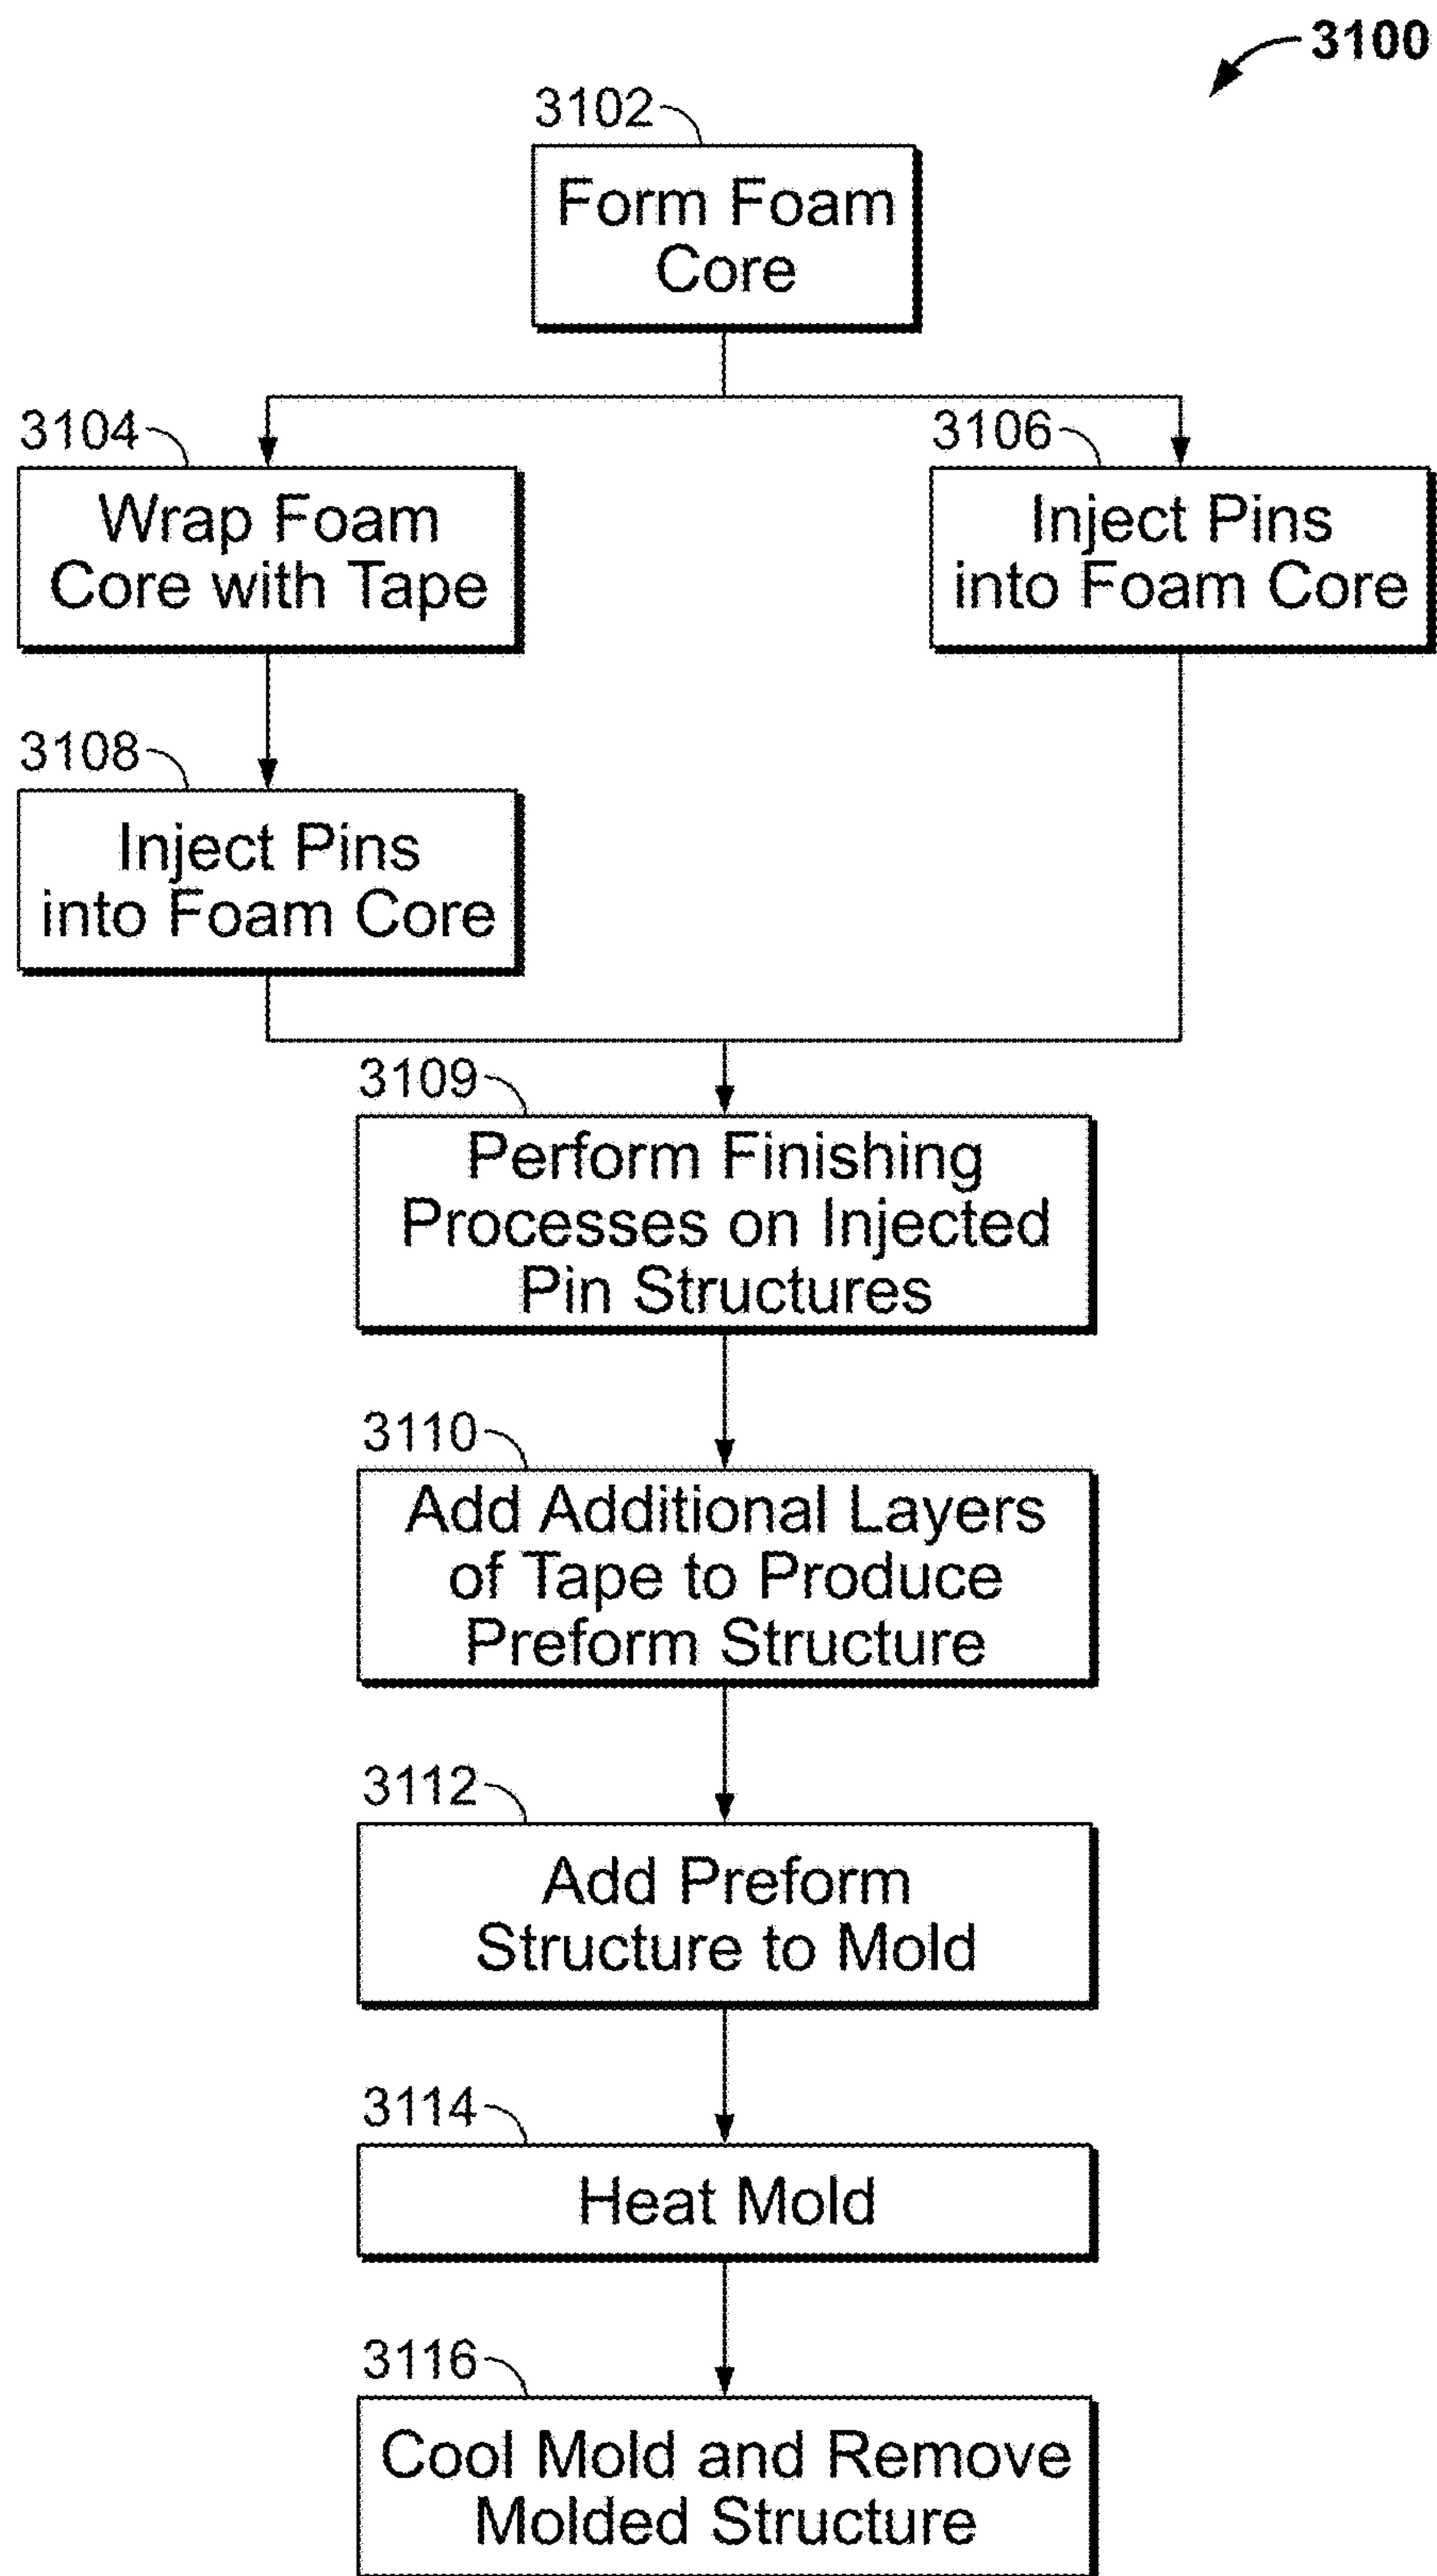 3100
3102
Form Foam
Core
3104
Wrap Foam
Core with Tape
3106
Inject Pins
into Foam Core
3108
Inject Pins
into Foam Core
3109
Perform Finishing
Processes on Injected
Pin Structures
3110
Add Additional Layers
of Tape to Produce
Preform Structure
3112
Add Preform
Structure to Mold
3114
Heat Mold
3116
Cool Mold and Remove
Molded Structure